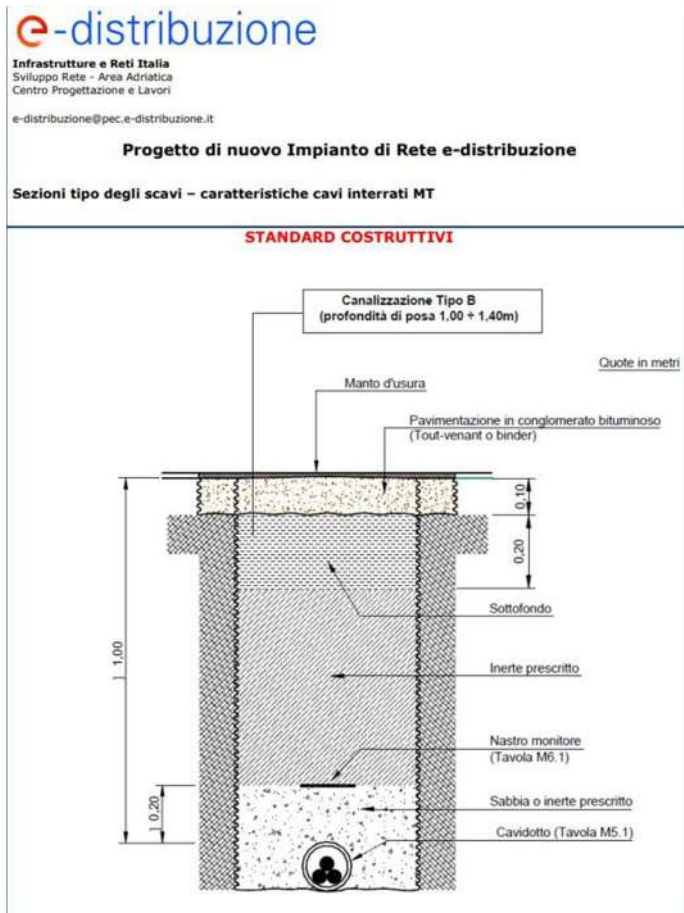 e-distribuzione
Infrastrutture e Reti Italia
Sviluppo Rete - Area Adriatica
Centro Progettazione e Lavori
e-distribuzione@pec.e-distribuzione.it
Progetto di nuovo Impianto di Rete e-distribuzione
Sezioni tipo degli scavi – caratteristiche cavi interrati MT
STANDARD COSTRUTTIVI
Canalizzazione Tipo B
(profondità di posa 1,00 ÷ 1,40m)
Quote in metri
Manto d'usura
Pavimentazione in conglomerato bituminoso
(Tout-venant o binder)
0,10
0,20
Sottofondo
] 1,00
Inerte prescritto
Nastro monitore
(Tavola M6.1)
] 0,20
Sabbia o inerte prescritto
Cavidotto (Tavola M5.1)